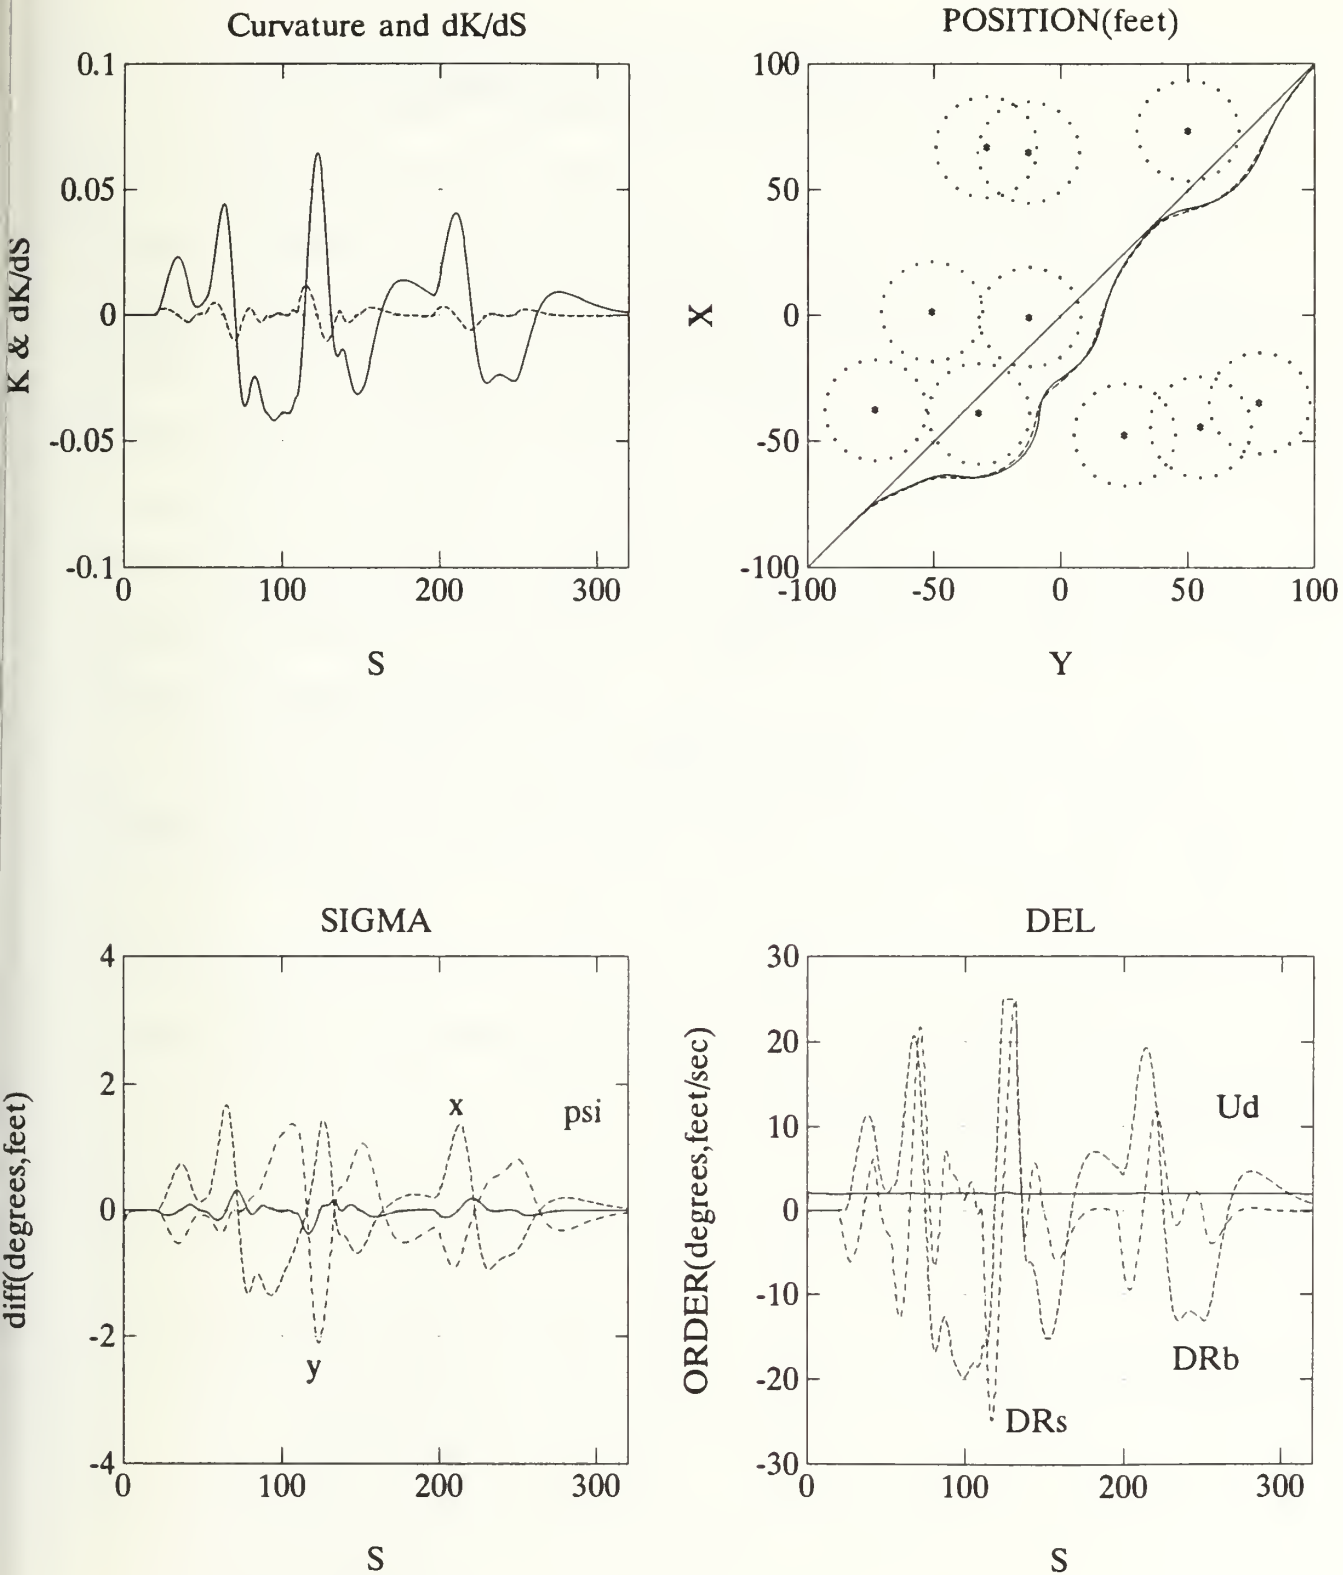 Curvature and dK/dS
0.1
0.05
0
-0.05
-0.1
K & dK/dS
0
100
200
300
S
POSITION(feet)
100
50
0
-50
-100
X
-100
-50
0
50
100
Y
SIGMA
4
2
0
-2
-4
diff(degrees,feet)
x
psi
y
0
100
200
300
S
DEL
30
20
10
0
-10
-20
-30
ORDER(degrees,feet/sec)
Ud
DRb
DRs
0
100
200
300
S